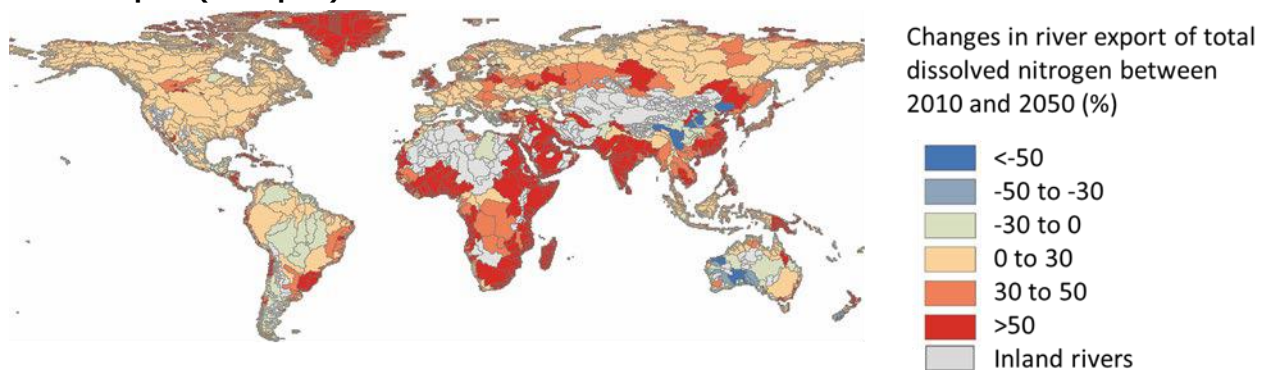 Changes in river export of total
dissolved nitrogen between
2010 and 2050 (%)
<-50
-50 to -30
-30 to 0
0 to 30
30 to 50
>50
Inland rivers